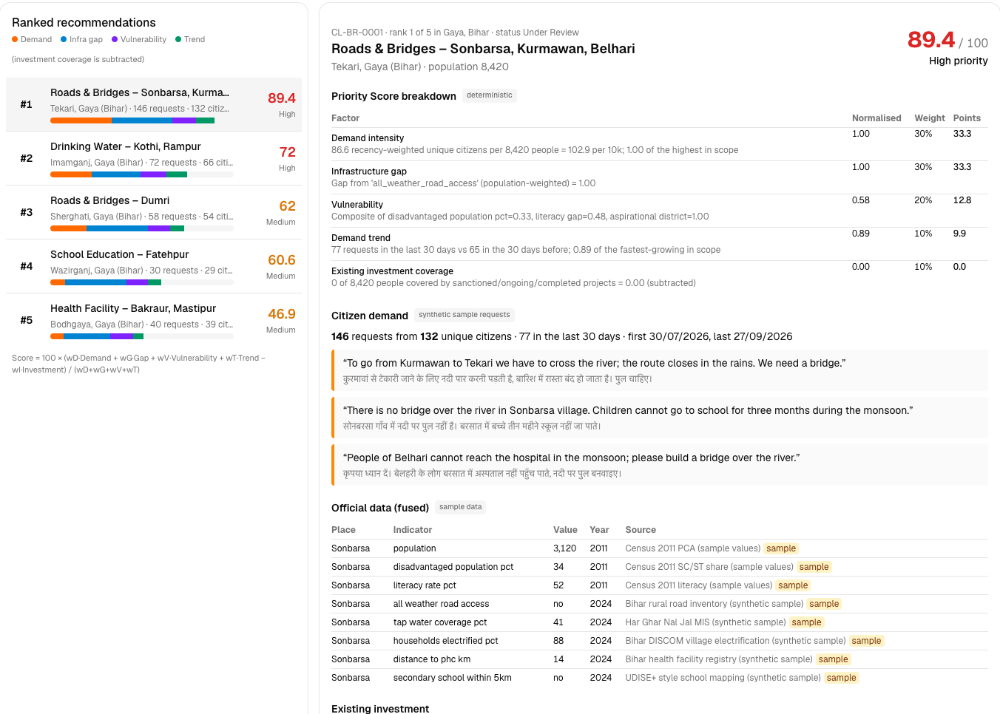 Ranked recommendations
Demand Infra gap Vulnerability Trend
(investment coverage is subtracted)
#1
Roads & Bridges – Sonbarsa, Kurma...
Tekari, Gaya (Bihar) · 146 requests · 132 citiz...
89.4
High
#2
Drinking Water – Kothi, Rampur
Imamganj, Gaya (Bihar) · 72 requests · 66 citi...
72
High
#3
Roads & Bridges – Dumri
Sherghati, Gaya (Bihar) · 58 requests · 54 citi...
62
Medium
#4
School Education – Fatehpur
Wazirganj, Gaya (Bihar) · 30 requests · 29 cit...
60.6
Medium
#5
Health Facility – Bakraur, Mastipur
Bodhgaya, Gaya (Bihar) · 40 requests · 39 cit...
46.9
Medium
Score = 100 × (wD·Demand + wG·Gap + wV·Vulnerability + wT·Trend −
wI·Investment) / (wD+wG+wV+wT)
CL-BR-0001 · rank 1 of 5 in Gaya, Bihar · status Under Review
Roads & Bridges – Sonbarsa, Kurmawan, Belhari
Tekari, Gaya (Bihar) · population 8,420
89.4 / 100
High priority
Priority Score breakdown deterministic
Factor Normalised Weight Points
Demand intensity 1.00 30% 33.3
86.6 recency-weighted unique citizens per 8,420 people = 102.9 per 10k; 1.00 of the highest in scope
Infrastructure gap 1.00 30% 33.3
Gap from 'all_weather_road_access' (population-weighted) = 1.00
Vulnerability 0.58 20% 12.8
Composite of disadvantaged population pct=0.33, literacy gap=0.48, aspirational district=1.00
Demand trend 0.89 10% 9.9
77 requests in the last 30 days vs 65 in the 30 days before; 0.89 of the fastest-growing in scope
Existing investment coverage 0.00 10% 0.0
0 of 8,420 people covered by sanctioned/ongoing/completed projects = 0.00 (subtracted)
Citizen demand synthetic sample requests
146 requests from 132 unique citizens · 77 in the last 30 days · first 30/07/2026, last 27/09/2026
“To go from Kurmawan to Tekari we have to cross the river; the route closes in the rains. We need a bridge.”
कुरमावां से टेकारी जाने के लिए नदी पार करनी पड़ती है, बारिश में रास्ता बंद हो जाता है। पुल चाहिए।
“There is no bridge over the river in Sonbarsa village. Children cannot go to school for three months during the monsoon.”
सोनबरसा गाँव में नदी पर पुल नहीं है। बरसात में बच्चे तीन महीने स्कूल नहीं जा पाते।
“People of Belhari cannot reach the hospital in the monsoon; please build a bridge over the river.”
कृपया ध्यान दें। बेलहरी के लोग बरसात में अस्पताल नहीं पहुँच पाते, नदी पर पुल बनवाइए।
Official data (fused) sample data
Place Indicator Value Year Source
Sonbarsa population 3,120 2011 Census 2011 PCA (sample values) sample
Sonbarsa disadvantaged population pct 34 2011 Census 2011 SC/ST share (sample values) sample
Sonbarsa literacy rate pct 52 2011 Census 2011 literacy (sample values) sample
Sonbarsa all weather road access no 2024 Bihar rural road inventory (synthetic sample) sample
Sonbarsa tap water coverage pct 41 2024 Har Ghar Nal Jal MIS (synthetic sample) sample
Sonbarsa households electrified pct 88 2024 Bihar DISCOM village electrification (synthetic sample) sample
Sonbarsa distance to phc km 14 2024 Bihar health facility registry (synthetic sample) sample
Sonbarsa secondary school within 5km no 2024 UDISE+ style school mapping (synthetic sample) sample
Existing investment